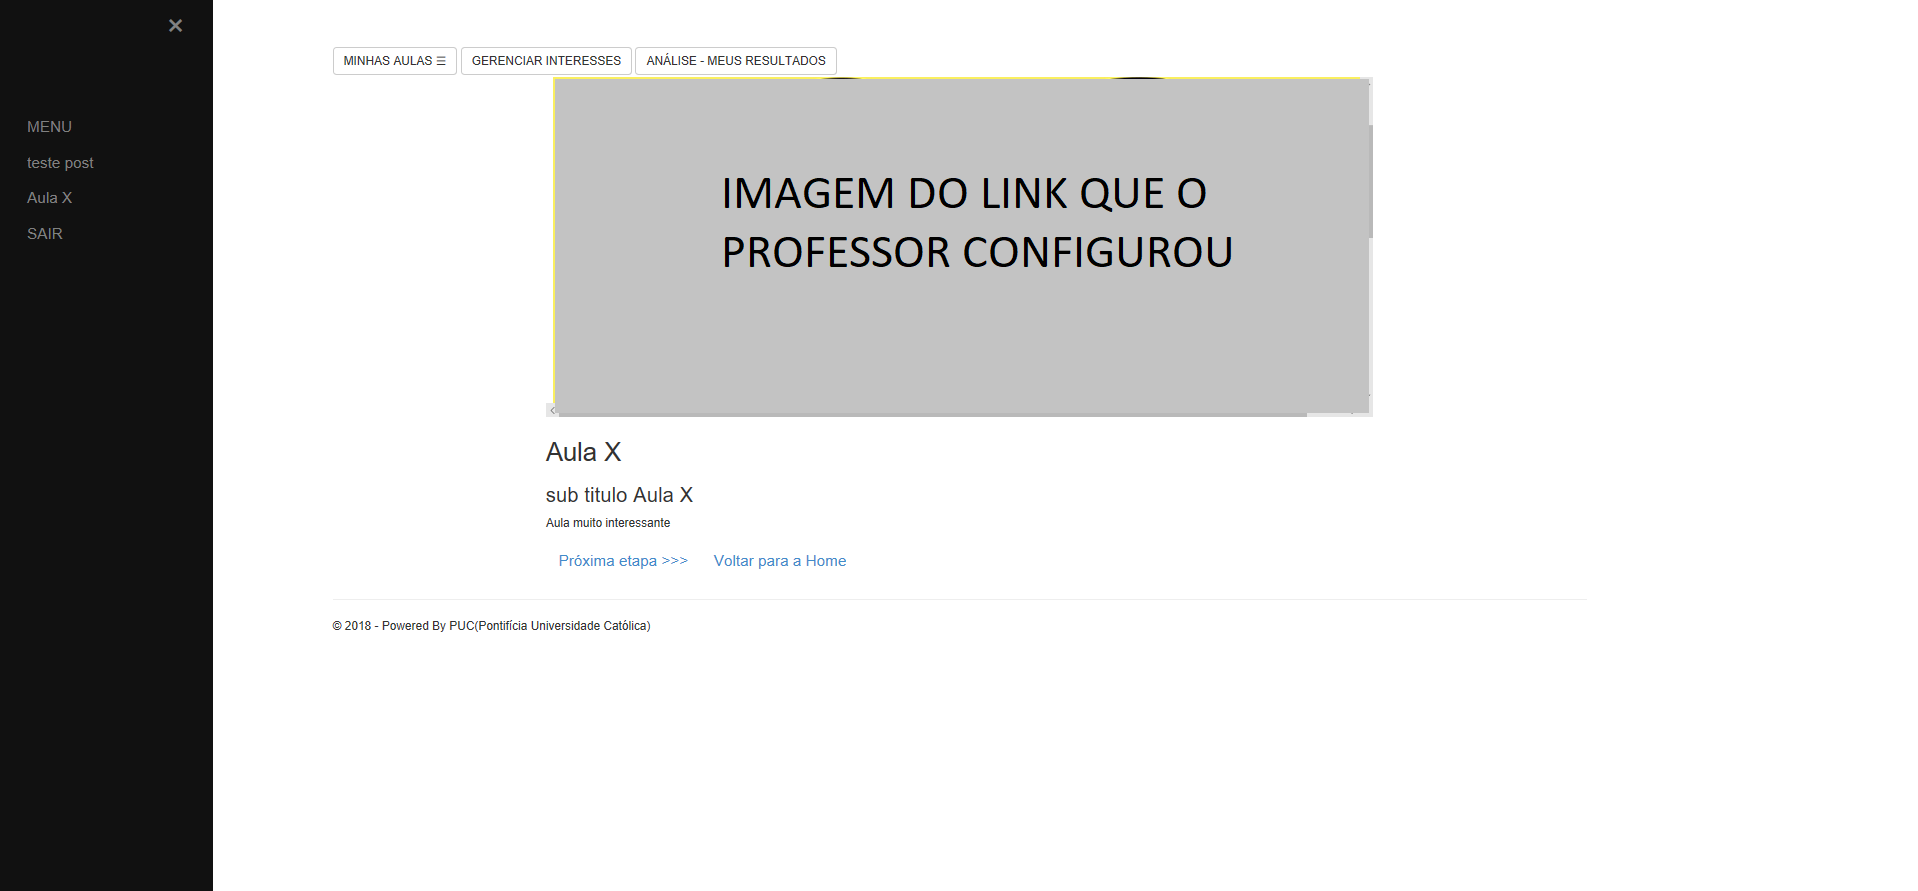 ×
MENU
teste post
Aula X
SAIR
MINHAS AULAS ☰ GERENCIAR INTERESSES ANÁLISE - MEUS RESULTADOS
IMAGEM DO LINK QUE O
PROFESSOR CONFIGUROU
Aula X
sub titulo Aula X
Aula muito interessante
Próxima etapa >>> Voltar para a Home
© 2018 - Powered By PUC(Pontifícia Universidade Católica)